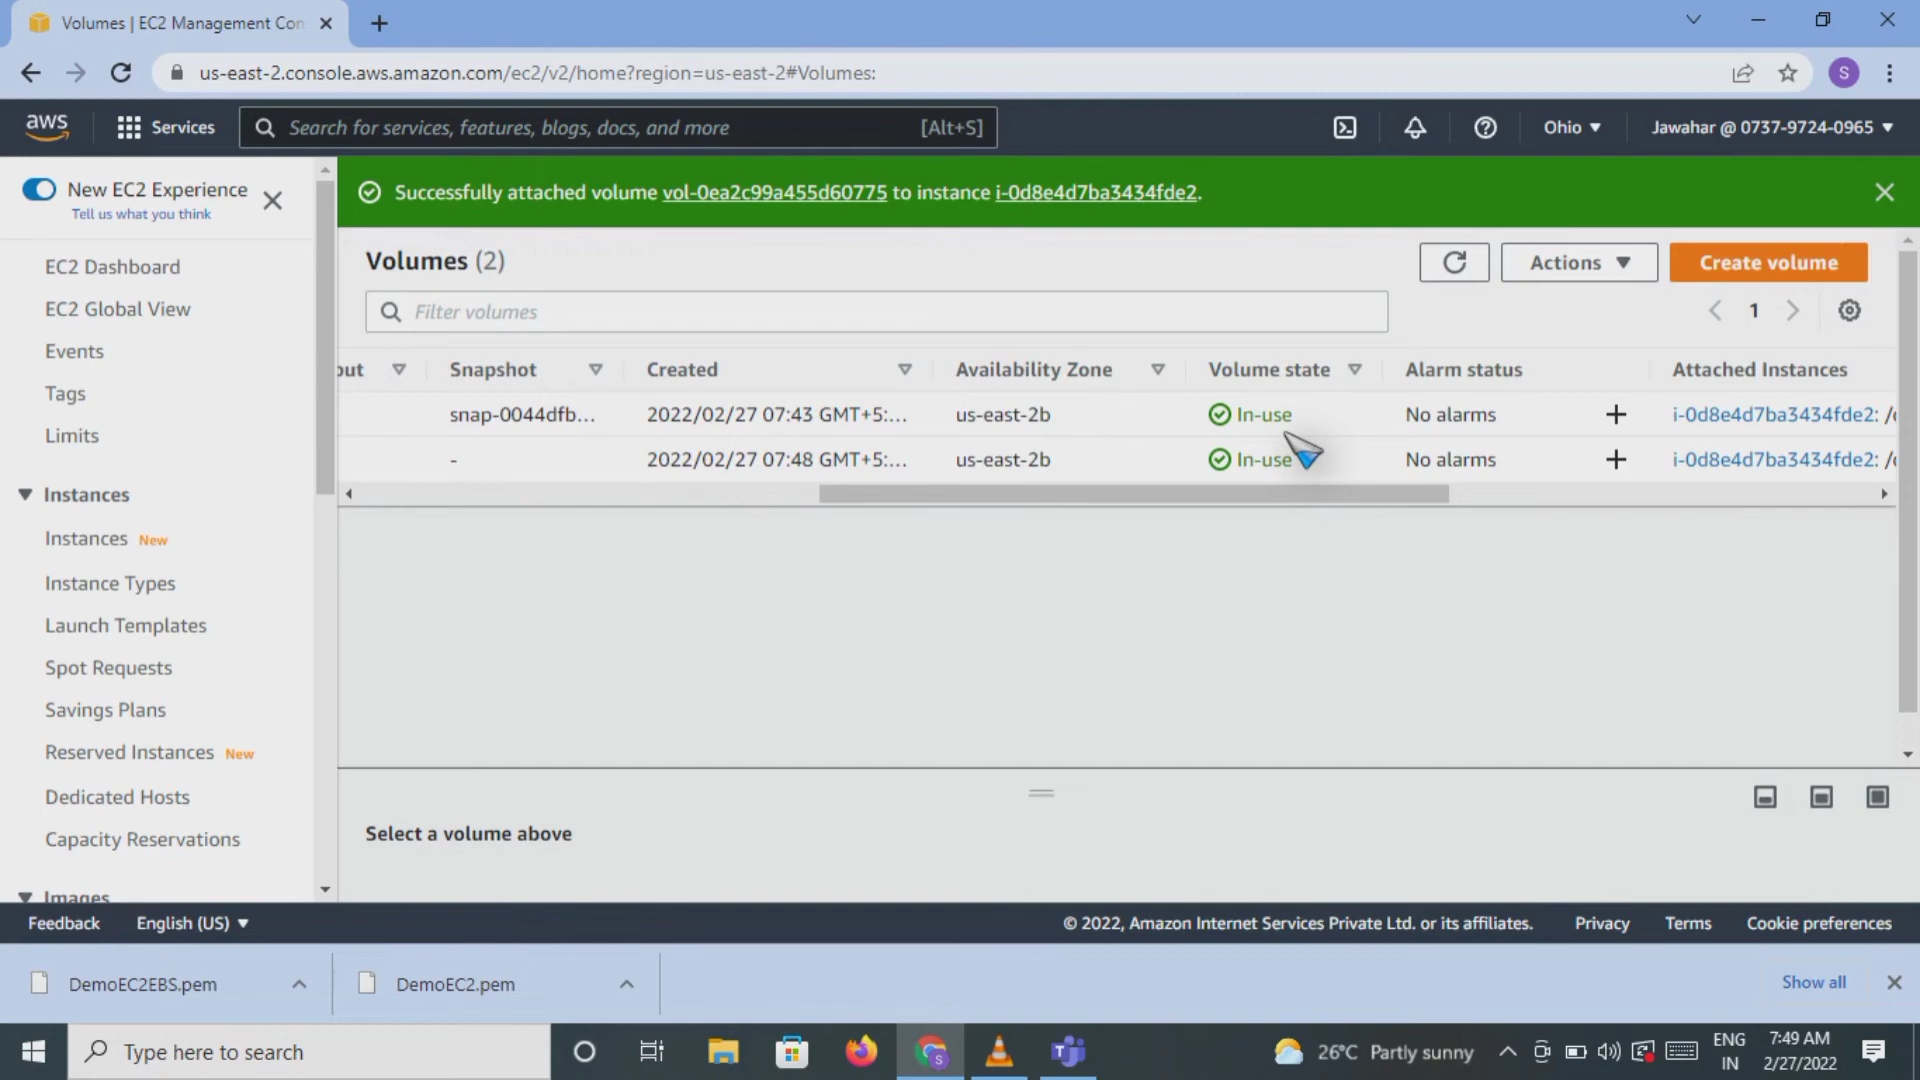 Volumes | EC2 Management Con
us-east-2.console.aws.amazon.com/ec2/v2/home?region=us-east-2#Volumes:
S
aws
Services
Search for services, features, blogs, docs, and more
[Alt+S]
Ohio
Jawahar @ 0737-9724-0965
New EC2 Experience
Tell us what you think
Successfully attached volume vol-0ea2c99a455d60775 to instance i-0d8e4d7ba3434fde2.
EC2 Dashboard
EC2 Global View
Events
Tags
Limits
Instances
Instances New
Instance Types
Launch Templates
Spot Requests
Savings Plans
Reserved Instances New
Dedicated Hosts
Capacity Reservations
Images
Volumes (2)
Actions
Create volume
Filter volumes
1
out Snapshot Created Availability Zone Volume state Alarm status Attached Instances
snap-0044dfb... 2022/02/27 07:43 GMT+5:... us-east-2b In-use No alarms + i-0d8e4d7ba3434fde2: /
- 2022/02/27 07:48 GMT+5:... us-east-2b In-use No alarms + i-0d8e4d7ba3434fde2: /
Select a volume above
Feedback
English (US)
© 2022, Amazon Internet Services Private Ltd. or its affiliates.
Privacy
Terms
Cookie preferences
DemoEC2EBS.pem
DemoEC2.pem
Show all
Type here to search
26°C Partly sunny
ENG
IN
7:49 AM
2/27/2022